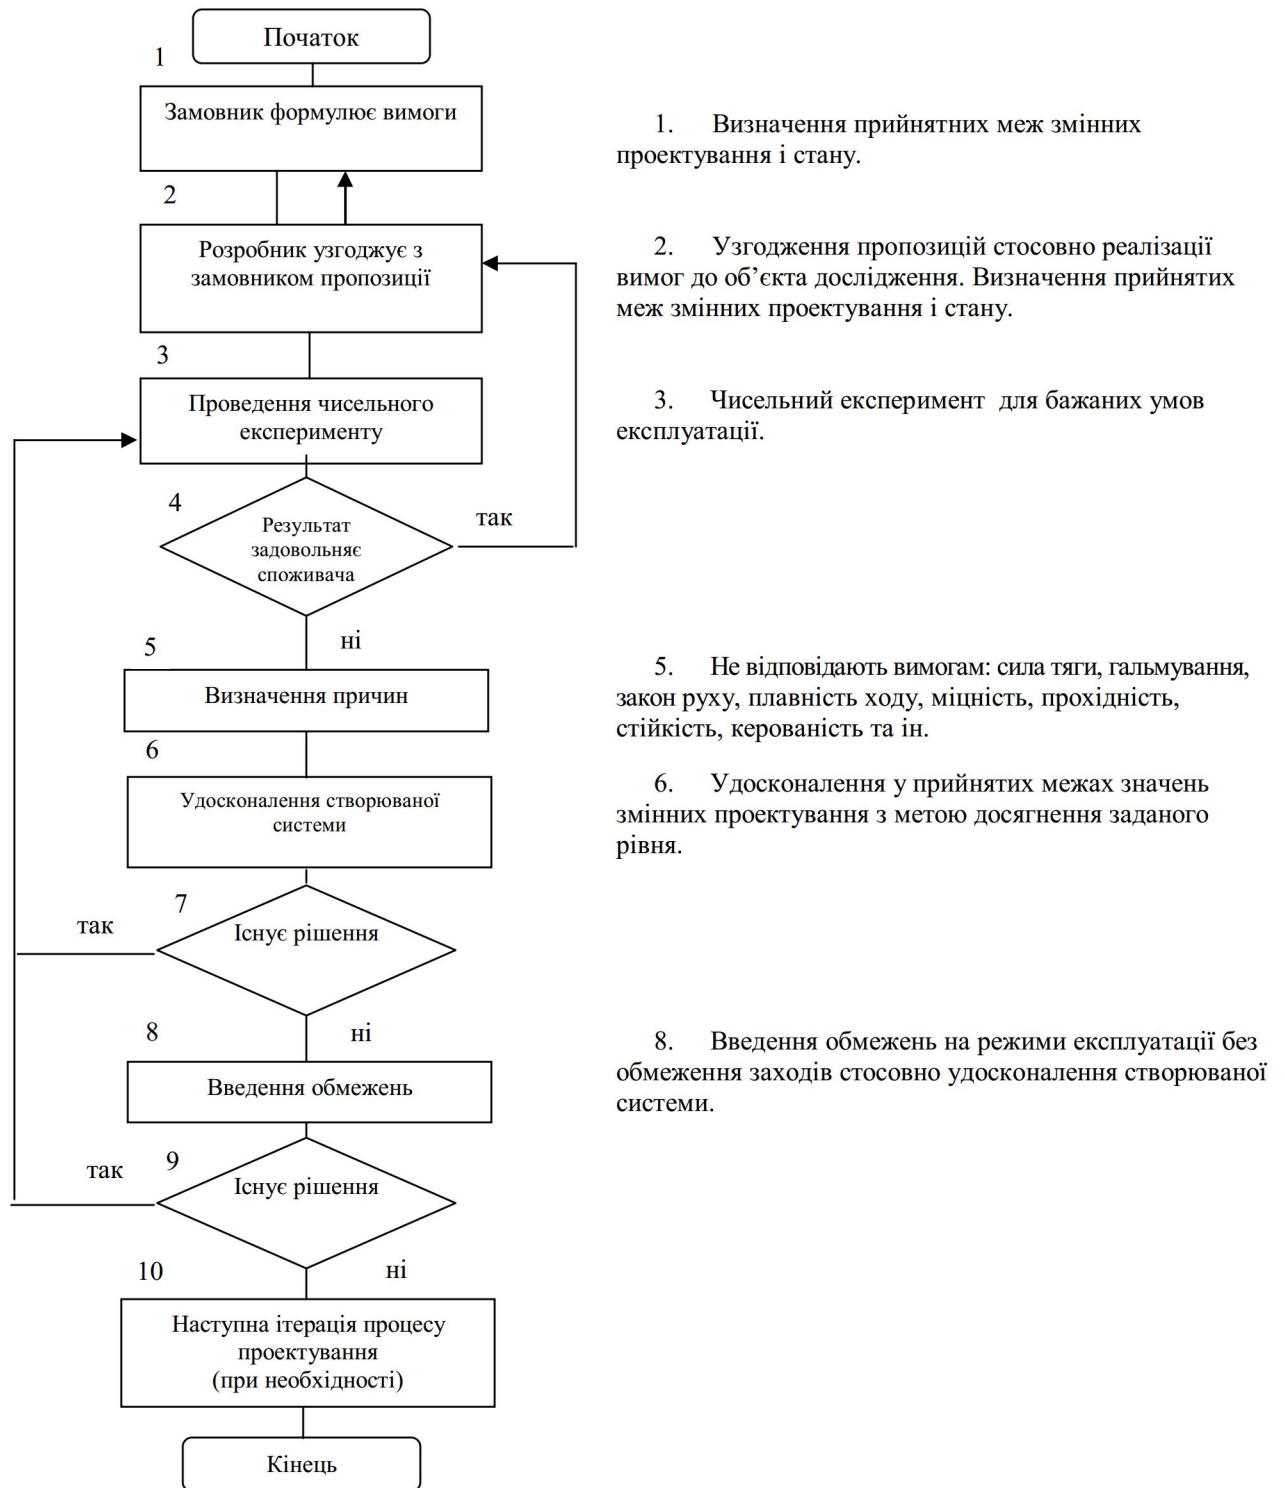 Початок
1
Замовник формулює вимоги
1. Визначення прийнятних меж змінних
проектування і стану.
2
Розробник узгоджує з
замовником пропозиції
2. Узгодження пропозицій стосовно реалізації
вимог до об’єкта дослідження. Визначення прийнятих
меж змінних проектування і стану.
3
Проведення чисельного
експерименту
3. Чисельний експеримент для бажаних умов
експлуатації.
4
Результат
задовольняє
споживача
так
ні
5
Визначення причин
5. Не відповідають вимогам: сила тяги, гальмування,
закон руху, плавність ходу, міцність, прохідність,
стійкість, керованість та ін.
6
Удосконалення створюваної
системи
6. Удосконалення у прийнятих межах значень
змінних проектування з метою досягнення заданого
рівня.
7
так
Існує рішення
ні
8
Введення обмежень
8. Введення обмежень на режими експлуатації без
обмеження заходів стосовно удосконалення створюваної
системи.
9
так
Існує рішення
ні
10
Наступна ітерація процесу
проектування
(при необхідності)
Кінець